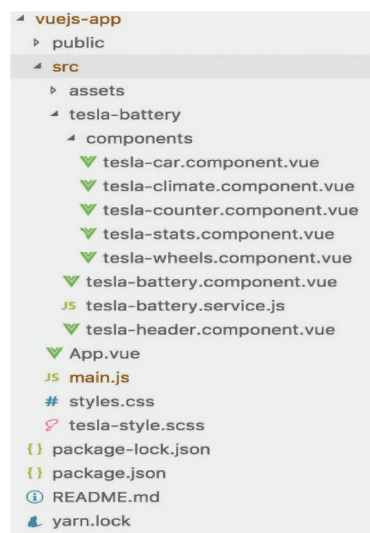 vuejs-app
public
src
assets
tesla-battery
components
tesla-car.component.vue
tesla-climate.component.vue
tesla-counter.component.vue
tesla-stats.component.vue
tesla-wheels.component.vue
tesla-battery.component.vue
JS tesla-battery.service.js
tesla-header.component.vue
App.vue
JS main.js
# styles.css
tesla-style.scss
{} package-lock.json
{} package.json
README.md
yarn.lock